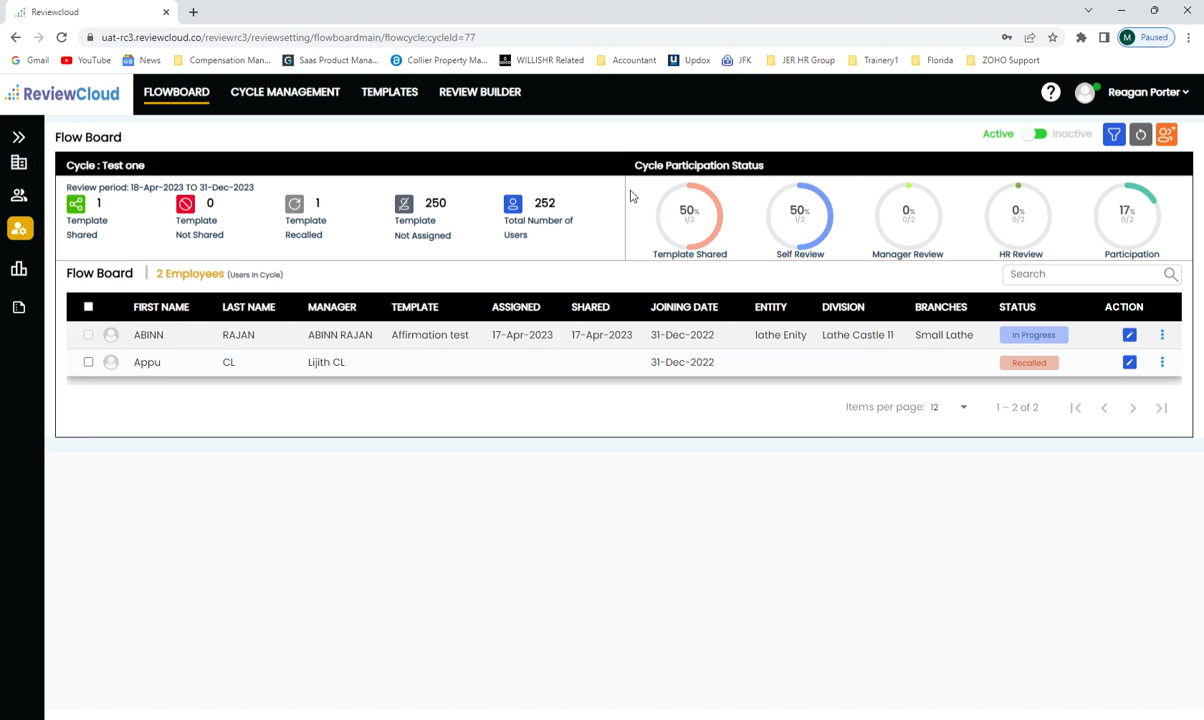 Reviewcloud
uat-rc3.reviewcloud.co/reviewrc3/reviewsetting/flowboardmain/flowcycle;cycleId=77
M Paused
Gmail YouTube News Compensation Man... Saas Product Mana... Collier Property Ma... WILLISHR Related Accountant Updox JFK JER HR Group Trainery1 Florida ZOHO Support
ReviewCloud FLOWBOARD CYCLE MANAGEMENT TEMPLATES REVIEW BUILDER ? Reagan Porter
Flow Board Active Inactive
Cycle : Test one Cycle Participation Status
Review period: 18-Apr-2023 TO 31-Dec-2023
1 0 1 250 252
Template Shared
Template Not Shared
Template Recalled
Template Not Assigned
Total Number of Users
50% 1/2 Template Shared
50% 1/2 Self Review
0% 0/2 Manager Review
0% 0/2 HR Review
17% 0/2 Participation
Flow Board | 2 Employees (Users In Cycle) Search
FIRST NAME LAST NAME MANAGER TEMPLATE ASSIGNED SHARED JOINING DATE ENTITY DIVISION BRANCHES STATUS ACTION
ABINN RAJAN ABINN RAJAN Affirmation test 17-Apr-2023 17-Apr-2023 31-Dec-2022 lathe Enity Lathe Castle 11 Small Lathe In Progress
Appu CL Lijith CL 31-Dec-2022 Recalled
Items per page: 12 1 – 2 of 2